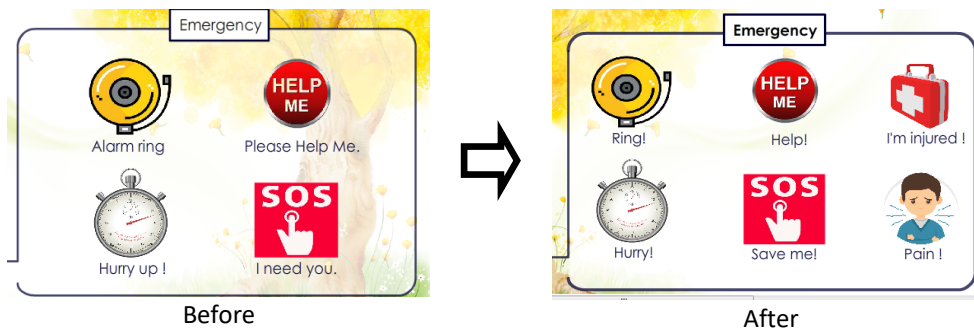 Emergency
HELP
ME
Alarm ring
Please Help Me.
SOS
Hurry up !
I need you.
Before
Emergency
HELP
ME
Ring!
Help!
I'm injured !
SOS
Hurry!
Save me!
Pain !
After